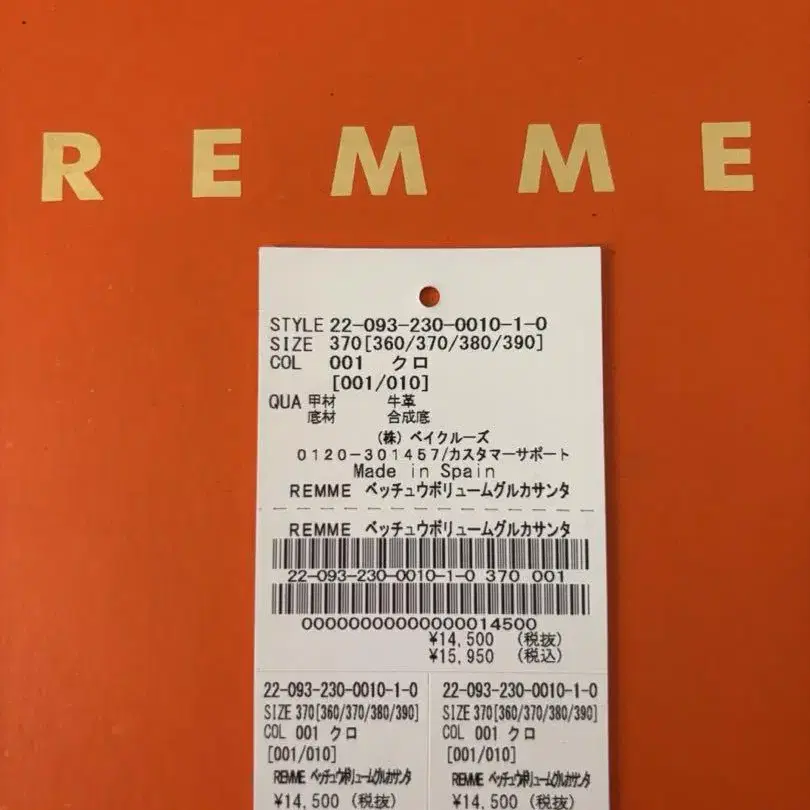 REMME
STYLE 22-093-230-0010-1-0
SIZE 370[360/370/380/390]
COL 001 クロ
[001/010]
QUA 甲材 牛革
底材 合成底
(株) ベイクルーズ
0120-301457/カスタマーサポート
Made in Spain
REMME ベッチュウボリュームグルカサンタ
REMME ベッチュウボリュームグルカサンタ
22-093-230-0010-1-0 370 001
00000000000000014500
¥14,500 (税抜)
¥15,950 (税込)
22-093-230-0010-1-0
SIZE 370[360/370/380/390]
COL 001 クロ
[001/010]
REMME ベッチュウボリュームグルカサンタ
¥14,500 (税抜)
22-093-230-0010-1-0
SIZE 370[360/370/380/390]
COL 001 クロ
[001/010]
REMME ベッチュウボリュームグルカサンタ
¥14,500 (税抜)